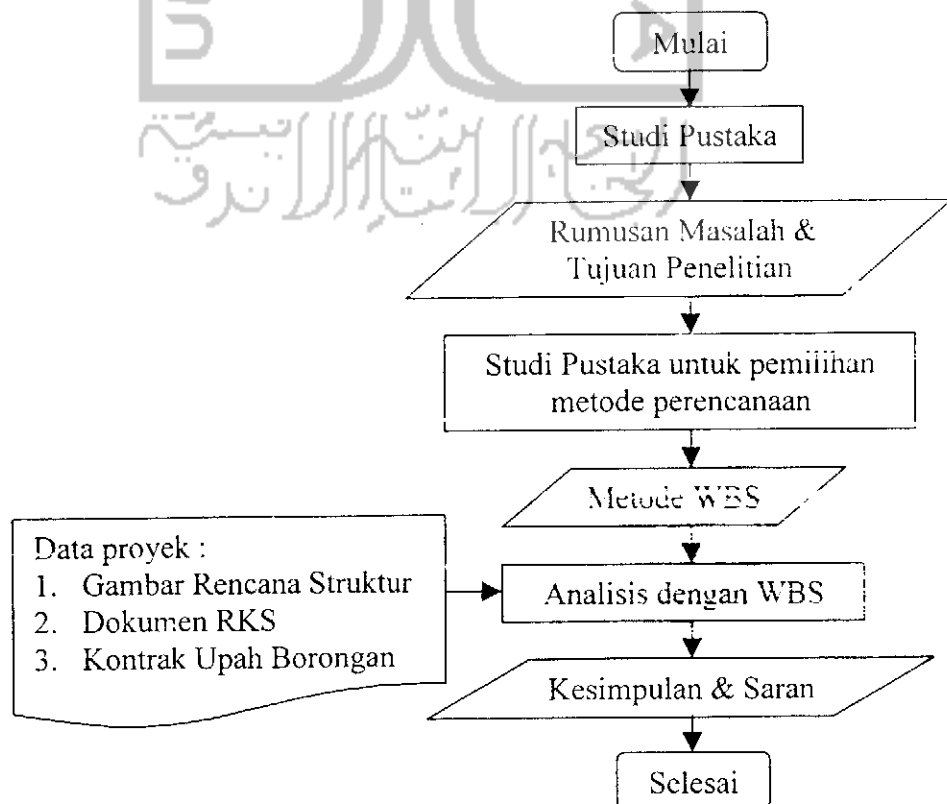 Mulai
Studi Pustaka
Rumusan Masalah &
Tujuan Penelitian
Studi Pustaka untuk pemilihan
metode perencanaan
Metode WBS
Data proyek :
1. Gambar Rencana Struktur
2. Dokumen RKS
3. Kontrak Upah Borongan
Analisis dengan WBS
Kesimpulan & Saran
Selesai